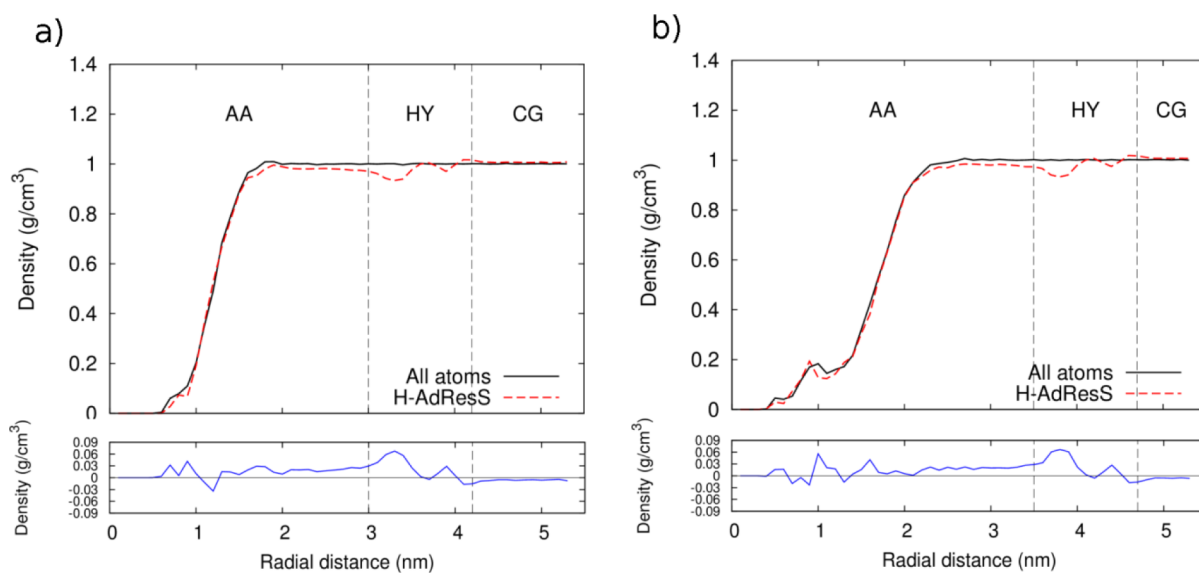 a)
Density (g/cm³)
1.4
1.2
1
0.8
0.6
0.4
0.2
0
AA
HY
CG
All atoms
H-AdResS
Density (g/cm³)
0.09
0.06
0.03
0
-0.03
-0.06
-0.09
0 1 2 3 4 5
Radial distance (nm)
b)
Density (g/cm³)
1.4
1.2
1
0.8
0.6
0.4
0.2
0
AA
HY
CG
All atoms
H-AdResS
Density (g/cm³)
0.09
0.06
0.03
0
-0.03
-0.06
-0.09
0 1 2 3 4 5
Radial distance (nm)